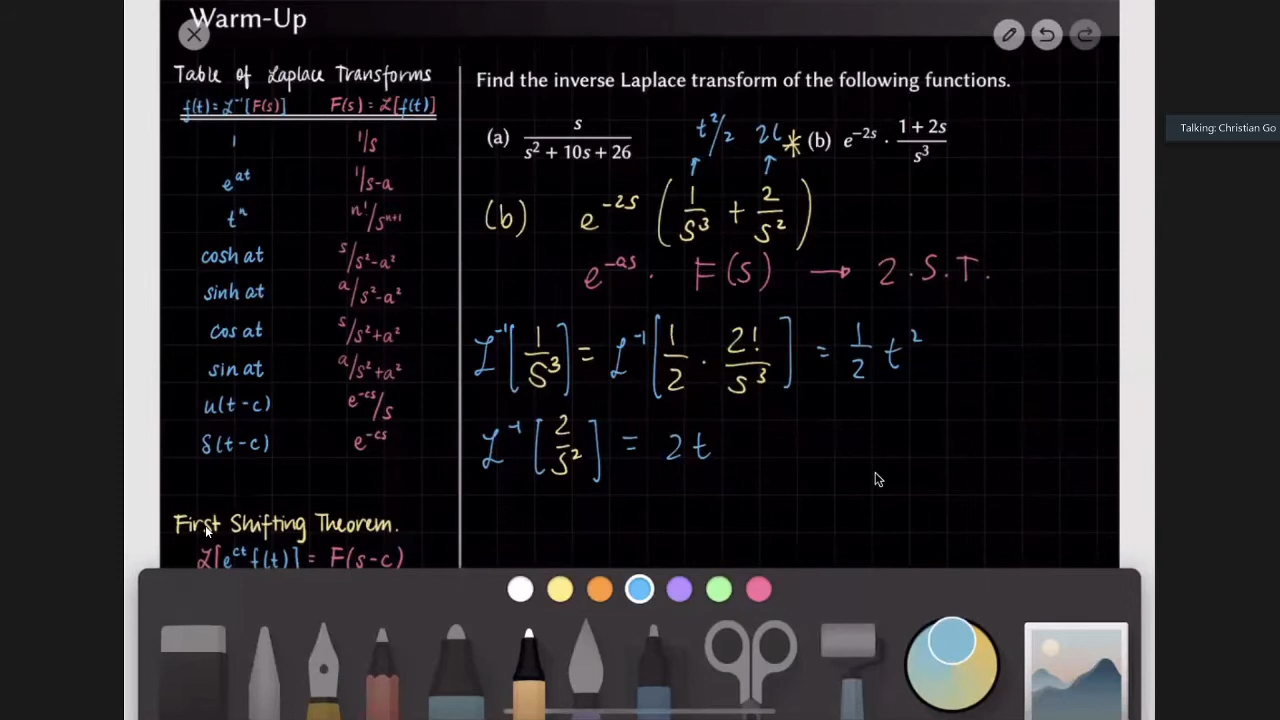 Warm-Up
Talking: Christian Go
Table of Laplace Transforms
f(t) = ℒ⁻¹[F(s)] F(s) = ℒ[f(t)]
1 1/s
e^{at} 1/s-a
tⁿ n!/sⁿ⁺¹
cosh at s/s²-a²
sinh at a/s²-a²
cos at s/s²+a²
sin at a/s²+a²
u(t-c) e^{-cs}/s
δ(t-c) e^{-cs}
First Shifting Theorem.
ℒ[e^{ct} f(t)] = F(s-c)
Find the inverse Laplace transform of the following functions.
(a) s/(s² + 10s + 26) * (b) e^{-2s} · (1 + 2s)/s³
t²/2 ↑ 2t ↑
(b) e^{-2s} (1/s³ + 2/s²)
e^{-as} · F(s) → 2.S.T.
ℒ⁻¹[1/s³] = ℒ⁻¹[1/2 · 2!/s³] = 1/2 t²
ℒ⁻¹[2/s²] = 2t